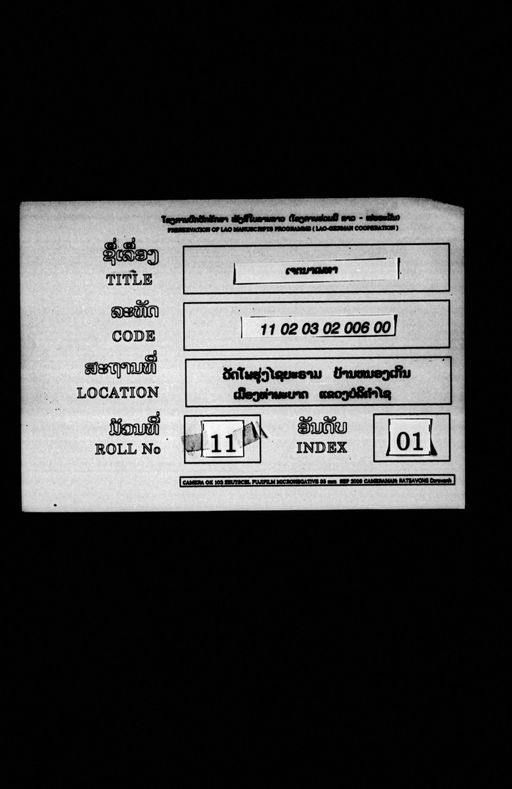 ໂຄງການປົກປັກຮັກສາ ໜັງສືໃບລານລາວ (ໂຄງການຮ່ວມມື ລາວ - ເຢຍລະມັນ)
PRESERVATION OF LAO MANUSCRIPTS PROGRAMME ( LAO-GERMAN COOPERATION )
ຊື່ເລື່ອງ
TITLE
ລະຫັດ
CODE 11 02 03 02 006 00
ສະຖານທີ່ ວັດໂພສຸ່ງໄຊຍະຣາມ ບ້ານຫນອງເກິນ
LOCATION ເມືອງທ່າພະບາດ ແຂວງບໍລິຄໍາໄຊ
ມ້ວນທີ່
ROLL No 11
ອັນດັບ
INDEX 01
CAMERA OK 102 ZEUTSCEL FUJIFILM MICRONEGATIVE 35 mm SEP 2005 CAMERAMAN: RATSAVONG